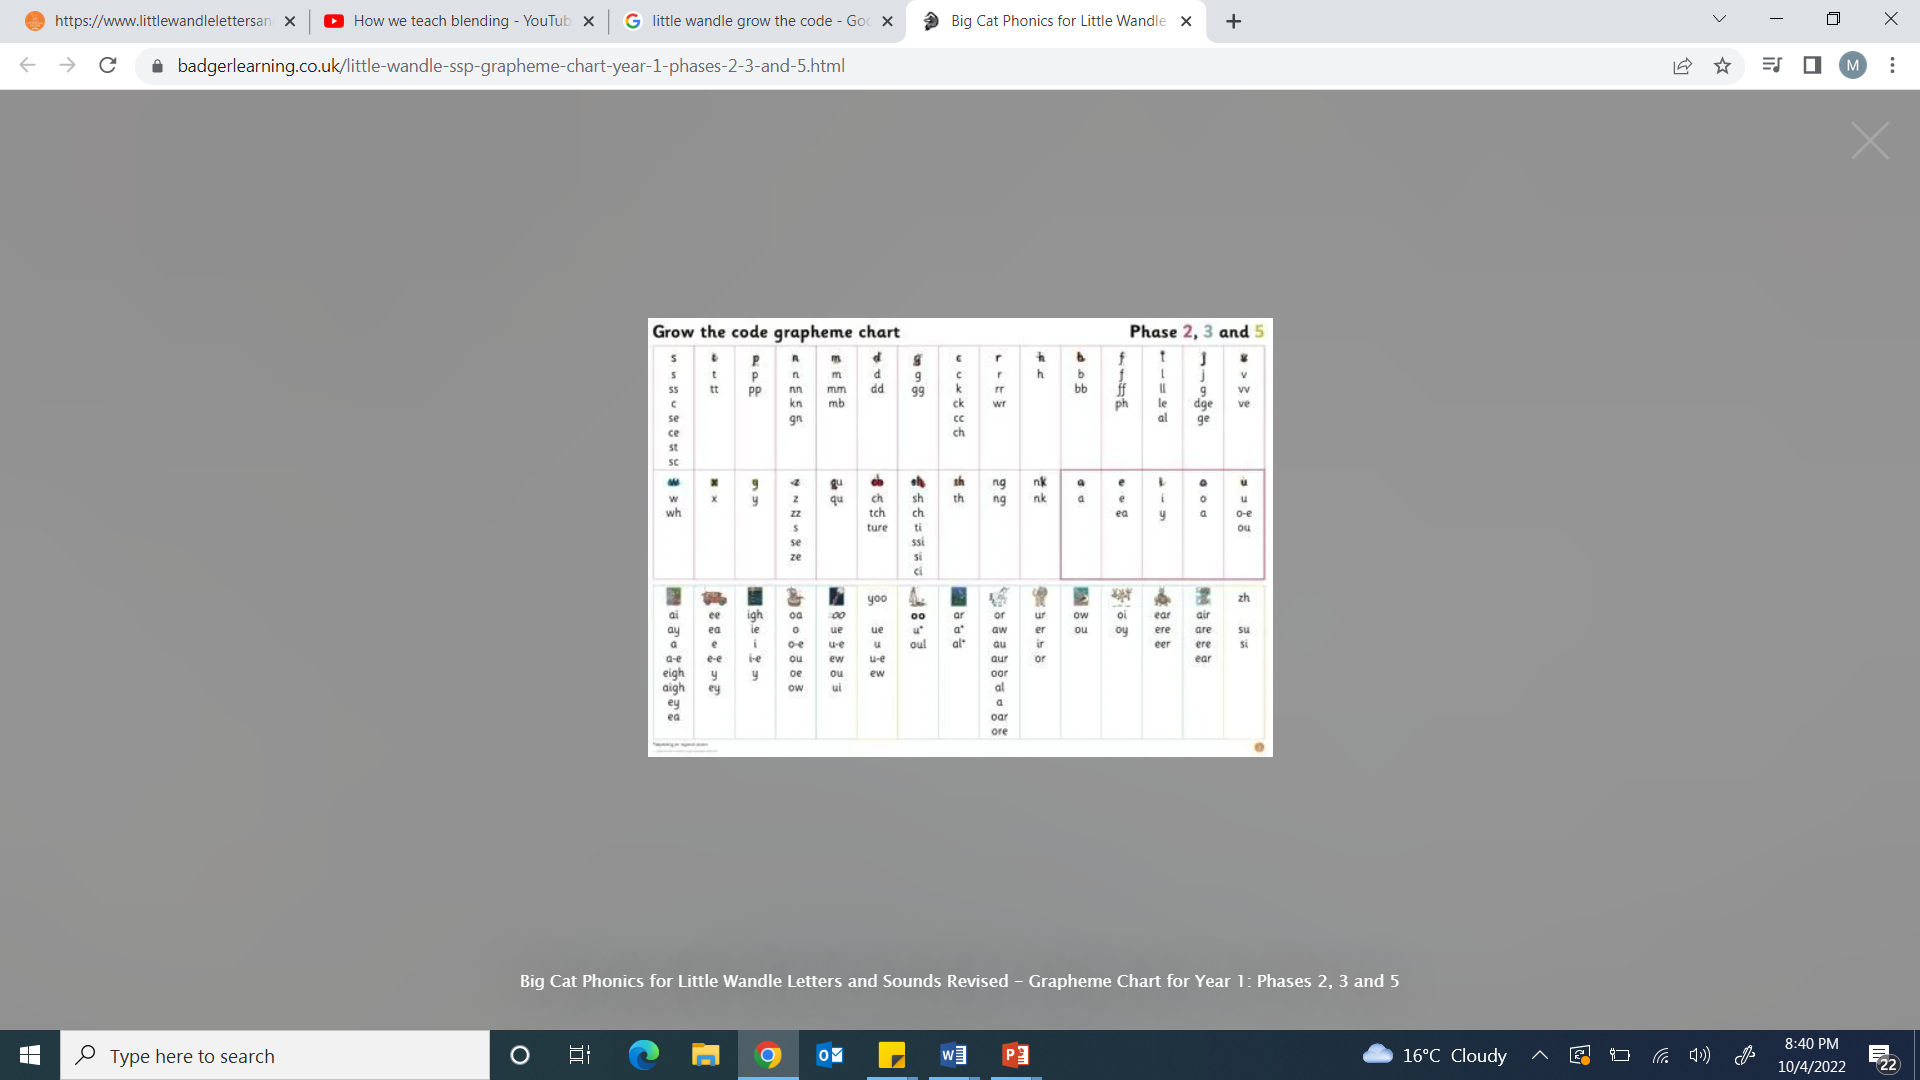 https://www.littlewandlelettersan
How we teach blending - YouTub
little wandle grow the code - Goo
Big Cat Phonics for Little Wandle
badgerlearning.co.uk/little-wandle-ssp-grapheme-chart-year-1-phases-2-3-and-5.html
M
Grow the code grapheme chart Phase 2, 3 and 5
s t p n m d g c r h b f l j v
s t p n m d g c r h b f l j v
ss tt pp nn mm dd gg k rr bb ff ll g vv
c kn mb ck wr ph le dge ve
se gn cc al ge
ce ch
st
sc
w x y z qu ch sh th ng nk a e i o u
w x y z qu ch sh th ng nk a e i o u
wh zz tch ch ea y a o-e
s ture ti ou
se ssi
ze si
ci
yoo zh
ai ee igh oa oo oo ar or ur ow oi ear air
ay ea ie o ue ue u* a* aw er ou oy ere are su
a e i o-e u-e u oul al* au ir eer ere si
a-e e-e i-e ou ew u-e aur or ear
eigh y y oe ou ew oor
aigh ey ow ui al
ey a
ea oar
ore
Big Cat Phonics for Little Wandle Letters and Sounds Revised – Grapheme Chart for Year 1: Phases 2, 3 and 5
Type here to search
16°C Cloudy
8:40 PM
10/4/2022
22